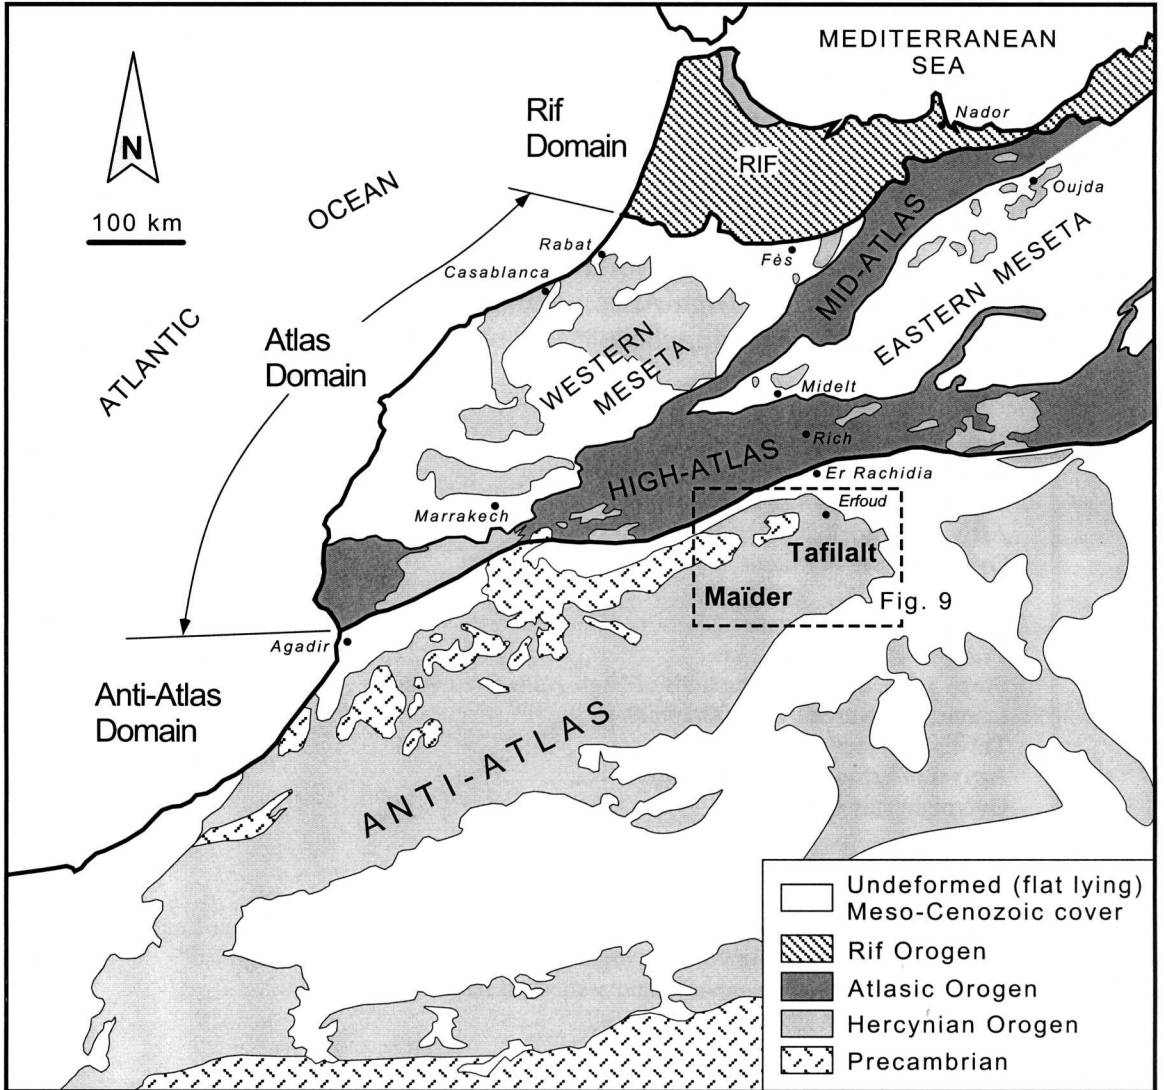 MEDITERRANEAN
SEA
N
100 km
Rif
Domain
Nador
RIF
OCEAN
Oujda
Rabat
Fès
MID-ATLAS
Casablanca
EASTERN MESETA
ATLANTIC
Atlas
Domain
WESTERN
MESETA
Midelt
Rich
HIGH-ATLAS
Er Rachidia
Marrakech
Erfoud
Tafilalt
Maïder
Fig. 9
Agadir
Anti-Atlas
Domain
ANTI-ATLAS
Undeformed (flat lying)
Meso-Cenozoic cover
Rif Orogen
Atlasic Orogen
Hercynian Orogen
Precambrian